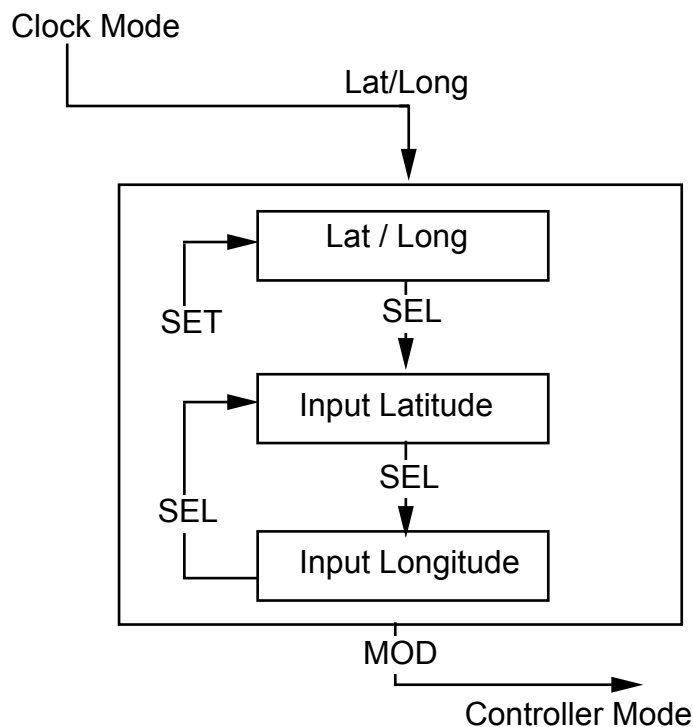 Clock Mode
Lat/Long
Lat / Long
SET
SEL
Input Latitude
SEL
SEL
Input Longitude
MOD
Controller Mode